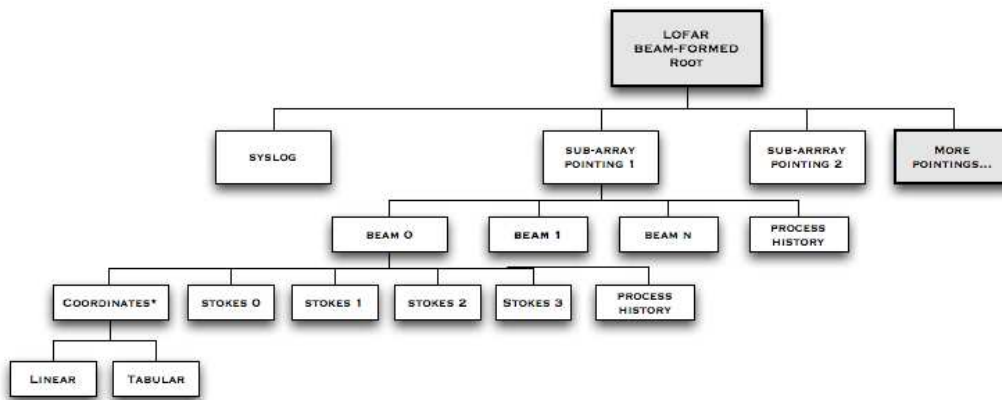 LOFAR
BEAM-FORMED
ROOT
SYSLOG
SUB-ARRAY
POINTING 1
SUB-ARRRAY
POINTING 2
MORE
POINTINGS...
BEAM 0
BEAM 1
BEAM N
PROCESS
HISTORY
COORDINATES*
STOKES 0
STOKES 1
STOKES 2
STOKES 3
PROCESS
HISTORY
LINEAR
TABULAR